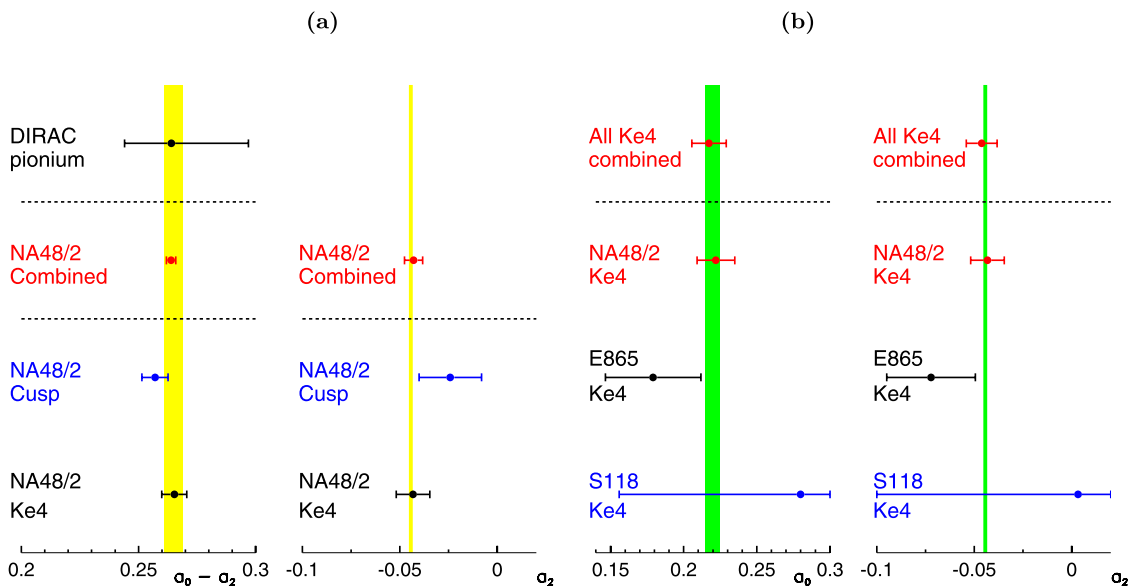 (a)
(b)
DIRAC
pionium
NA48/2
Combined
NA48/2
Cusp
NA48/2
Ke4
0.2
0.25
a₀ − a₂
0.3
NA48/2
Combined
NA48/2
Cusp
NA48/2
Ke4
-0.1
-0.05
0
a₂
All Ke4
combined
NA48/2
Ke4
E865
Ke4
S118
Ke4
0.15
0.2
0.25
a₀
0.3
All Ke4
combined
NA48/2
Ke4
E865
Ke4
S118
Ke4
-0.1
-0.05
0
a₂